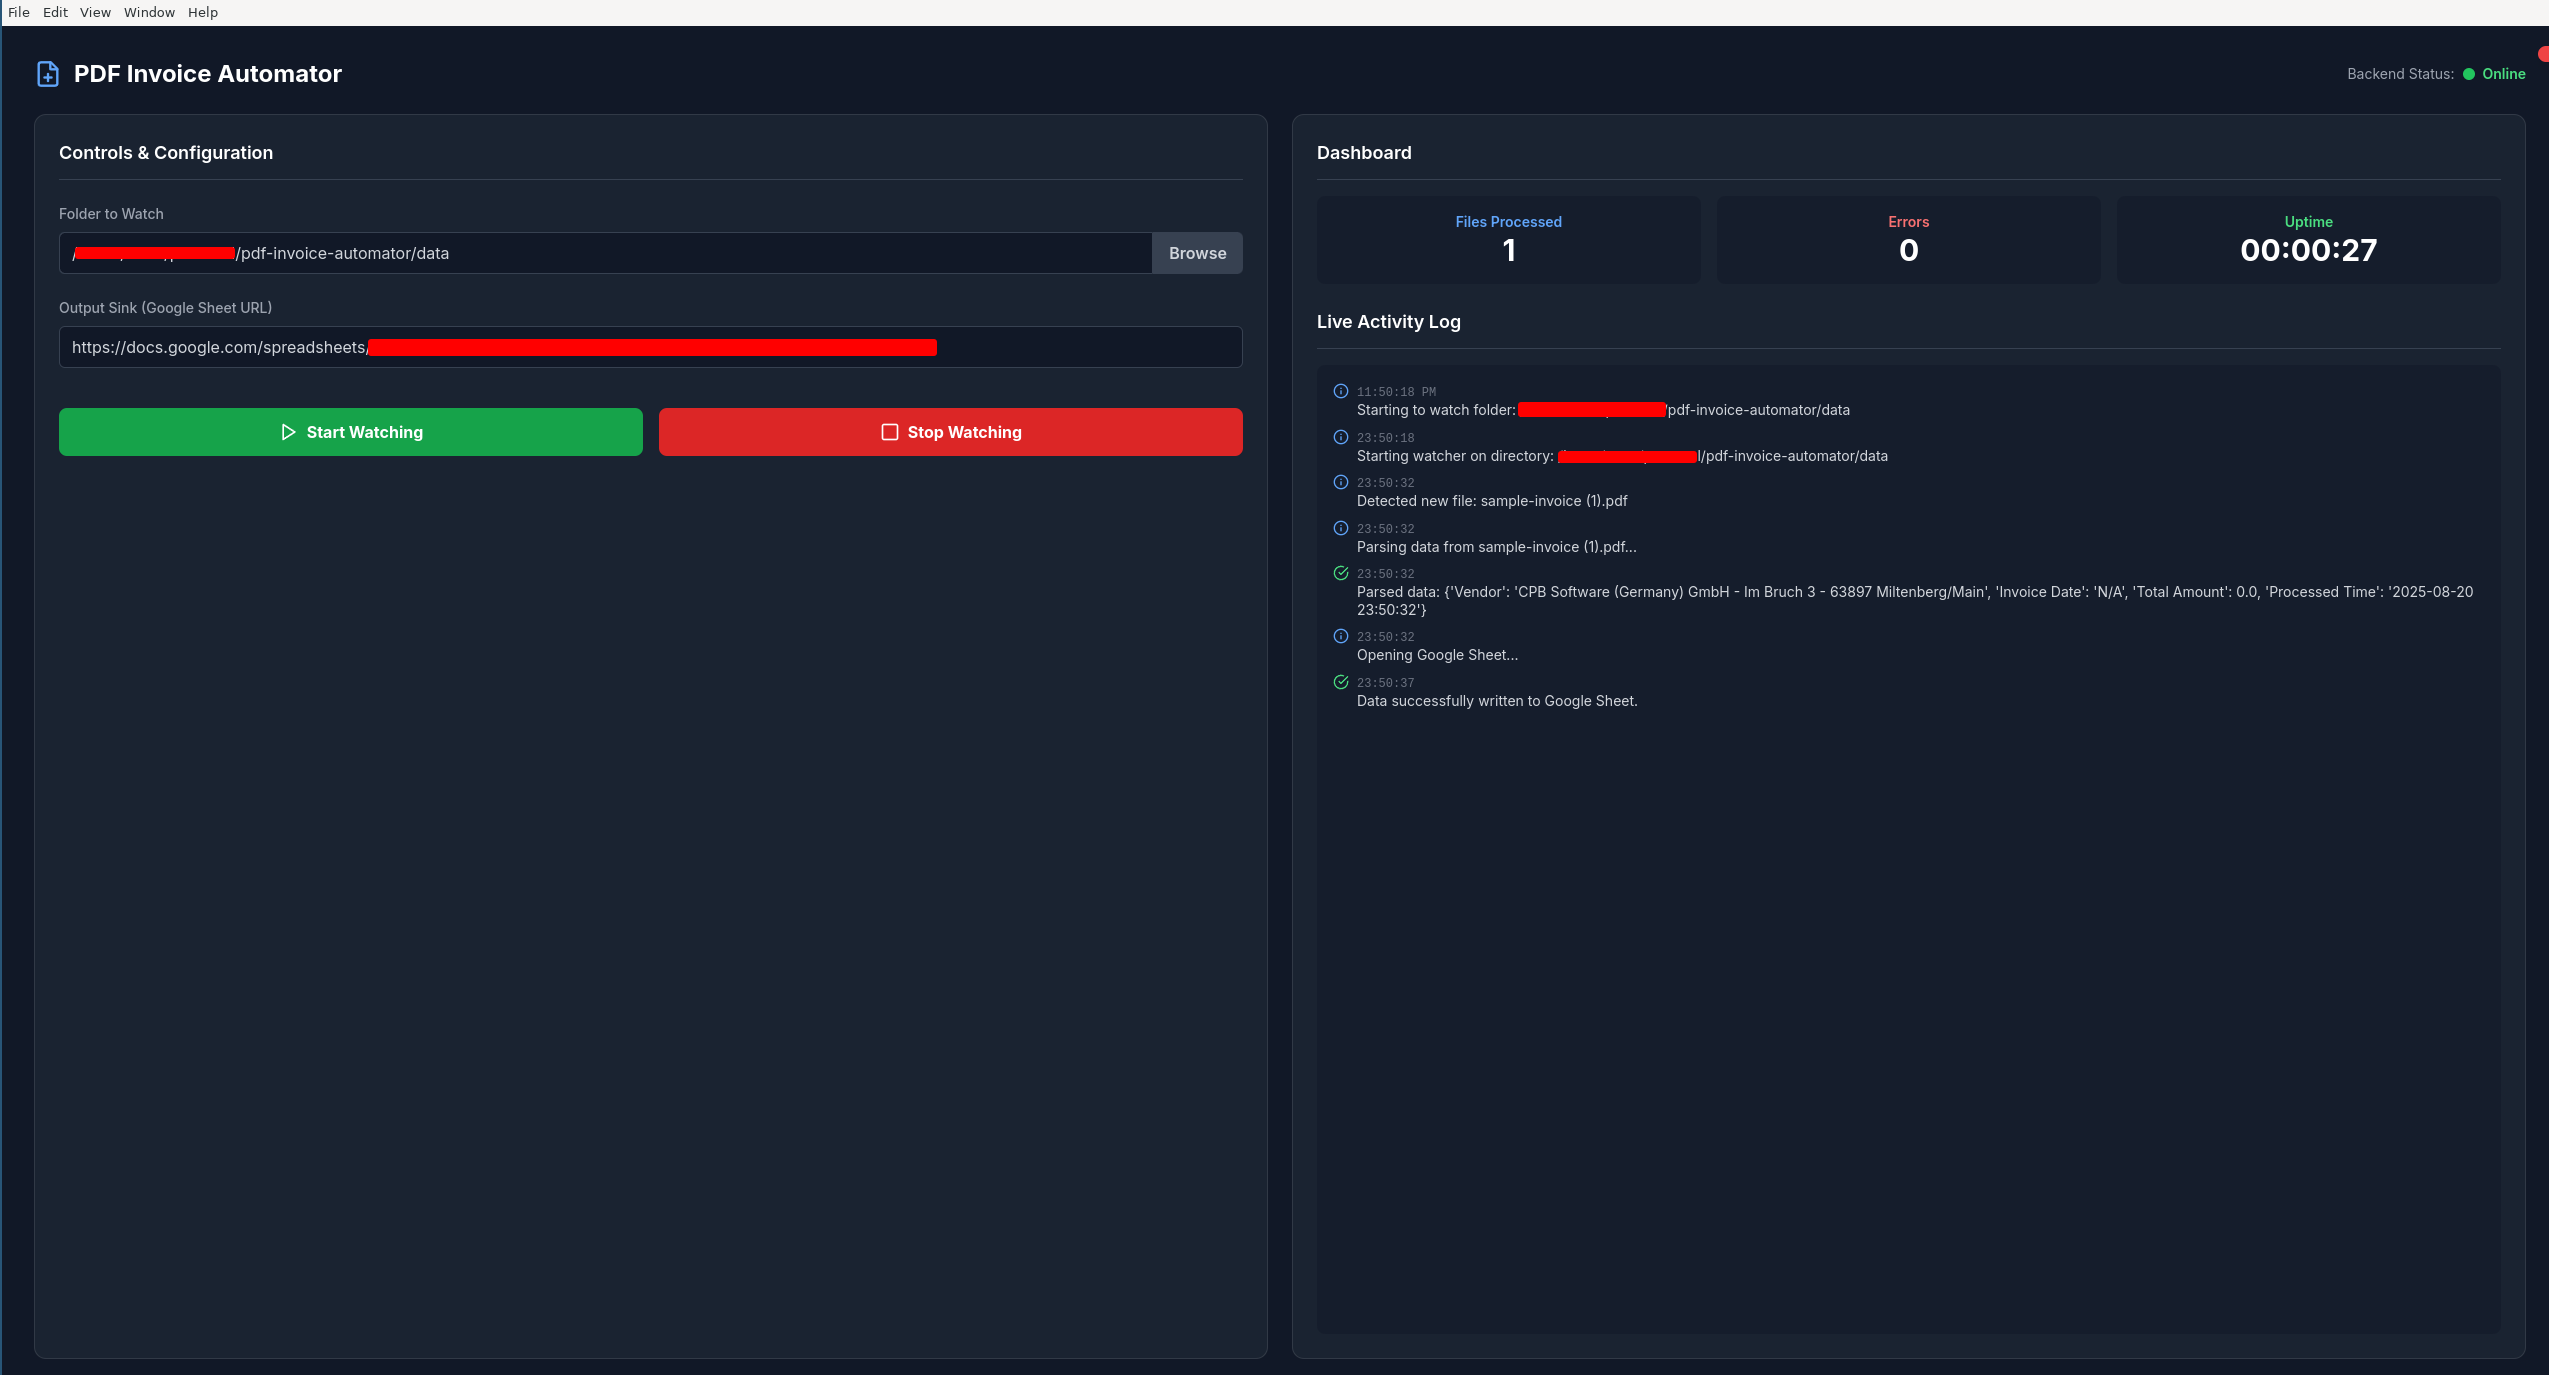 File Edit View Window Help
PDF Invoice Automator
Backend Status: Online
Controls & Configuration
Folder to Watch
/pdf-invoice-automator/data
Browse
Output Sink (Google Sheet URL)
https://docs.google.com/spreadsheets/
Start Watching
Stop Watching
Dashboard
Files Processed
1
Errors
0
Uptime
00:00:27
Live Activity Log
11:50:18 PM
Starting to watch folder: /pdf-invoice-automator/data
23:50:18
Starting watcher on directory: /pdf-invoice-automator/data
23:50:32
Detected new file: sample-invoice (1).pdf
23:50:32
Parsing data from sample-invoice (1).pdf...
23:50:32
Parsed data: {'Vendor': 'CPB Software (Germany) GmbH - Im Bruch 3 - 63897 Miltenberg/Main', 'Invoice Date': 'N/A', 'Total Amount': 0.0, 'Processed Time': '2025-08-20
23:50:32'}
23:50:32
Opening Google Sheet...
23:50:37
Data successfully written to Google Sheet.